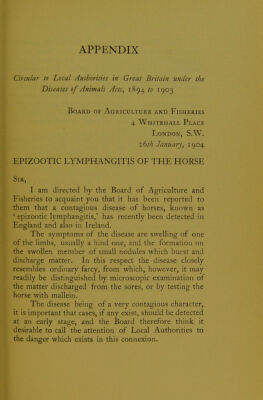 APPENDIX
Circular to Local Authorities in Great Britain under the
Diseases of Animals Acts, 1894 to 1903
Board of Agriculture and Fisheries
4 Whitehall Place
London, S.W.
26th January, 1904
EPIZOOTIC LYMPHANGITIS OF THE HORSE
Sir,
I am directed by the Board of Agriculture and
Fisheries to acquaint you that it has been reported to
them that a contagious disease of horses, known as
'epizootic lymphangitis,' has recently been detected in
England and also in Ireland.
The symptoms of the disease are swelling of one
of the limbs, usually a hind one, and the formation on
the swollen member of small nodules which burst and
discharge matter. In this respect the disease closely
resembles ordinary farcy, from which, however, it may
readily be distinguished by microscopic examination of
the matter discharged from the sores, or by testing the
horse with mallein.
The disease being of a very contagious character,
it is important that cases, if any exist, should be detected
at an early stage, and the Board therefore think it
desirable to call the attention of Local Authorities to
the danger which exists in this connexion.